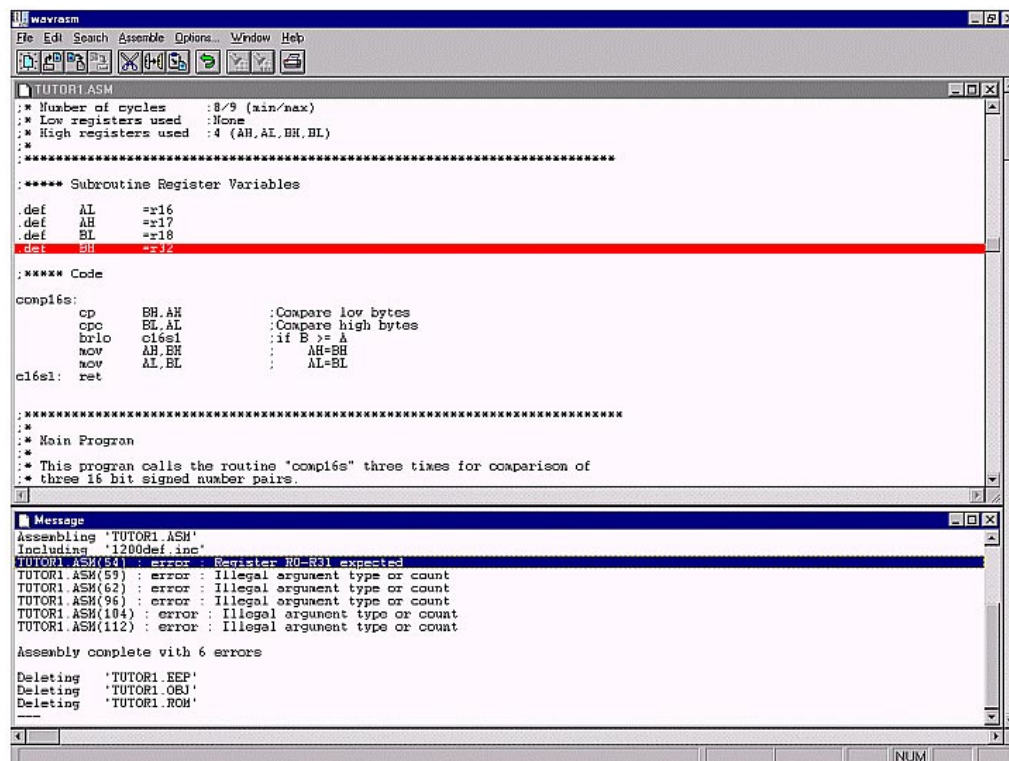 wavrasm
File Edit Search Assemble Options... Window Help
TUTOR1.ASM
;* Number of cycles :8/9 (min/max)
;* Low registers used :None
;* High registers used :4 (AH,AL,BH,BL)
;*
;***************************************************************************
;***** Subroutine Register Variables
.def AL =r16
.def AH =r17
.def BL =r18
.def BH =r32
;***** Code
comp16s:
cp BH,AH ;Compare low bytes
cpc BL,AL ;Compare high bytes
brlo c16s1 ;if B >= A
mov AH,BH ; AH=BH
mov AL,BL ; AL=BL
c16s1: ret
;****************************************************************************
;*
;* Main Program
;*
;* This program calls the routine "comp16s" three times for comparison of
;* three 16 bit signed number pairs.
Message
Assembling 'TUTOR1.ASM'
Including '1200def.inc'
TUTOR1.ASM(54) : error : Register R0-R31 expected
TUTOR1.ASM(59) : error : Illegal argument type or count
TUTOR1.ASM(62) : error : Illegal argument type or count
TUTOR1.ASM(96) : error : Illegal argument type or count
TUTOR1.ASM(104) : error : Illegal argument type or count
TUTOR1.ASM(112) : error : Illegal argument type or count
Assembly complete with 6 errors
Deleting 'TUTOR1.EEP'
Deleting 'TUTOR1.OBJ'
Deleting 'TUTOR1.ROM'
---
NUM